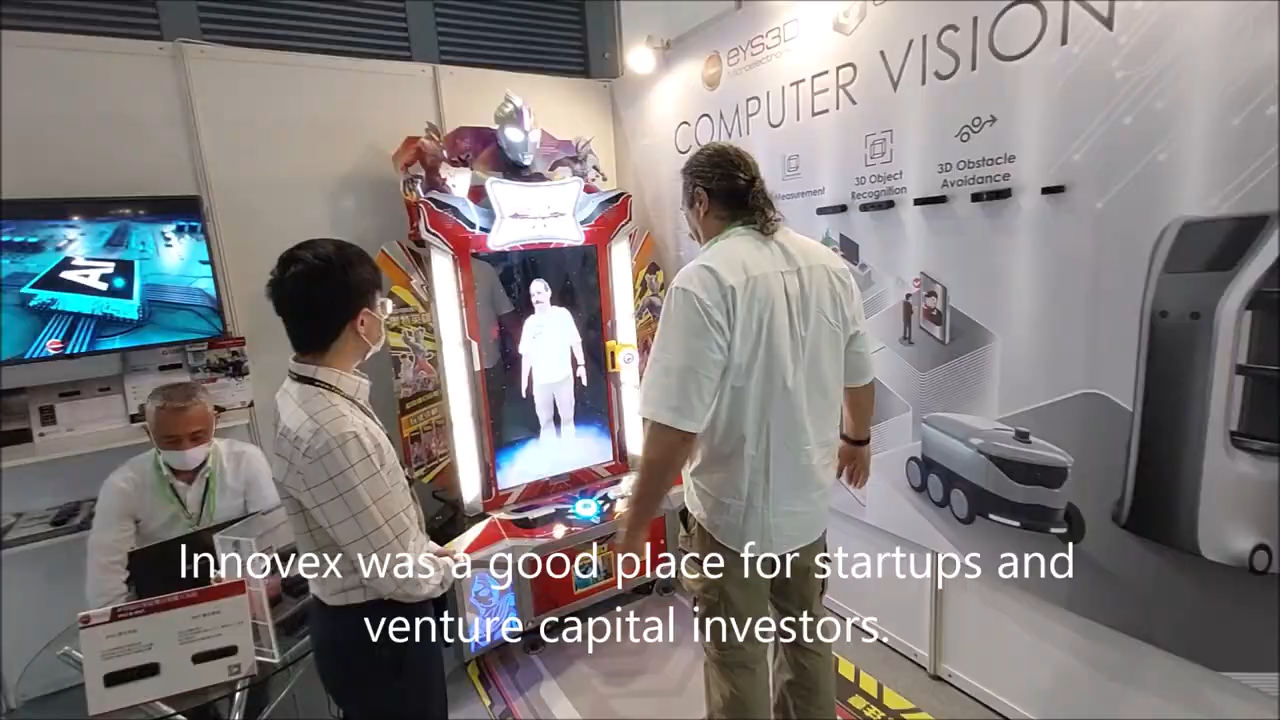 eYS3D
Microelectronics
COMPUTER VISION
Measurement
3D Object
Recognition
3D Obstacle
Avoidance
Innovex was a good place for startups and
venture capital investors.